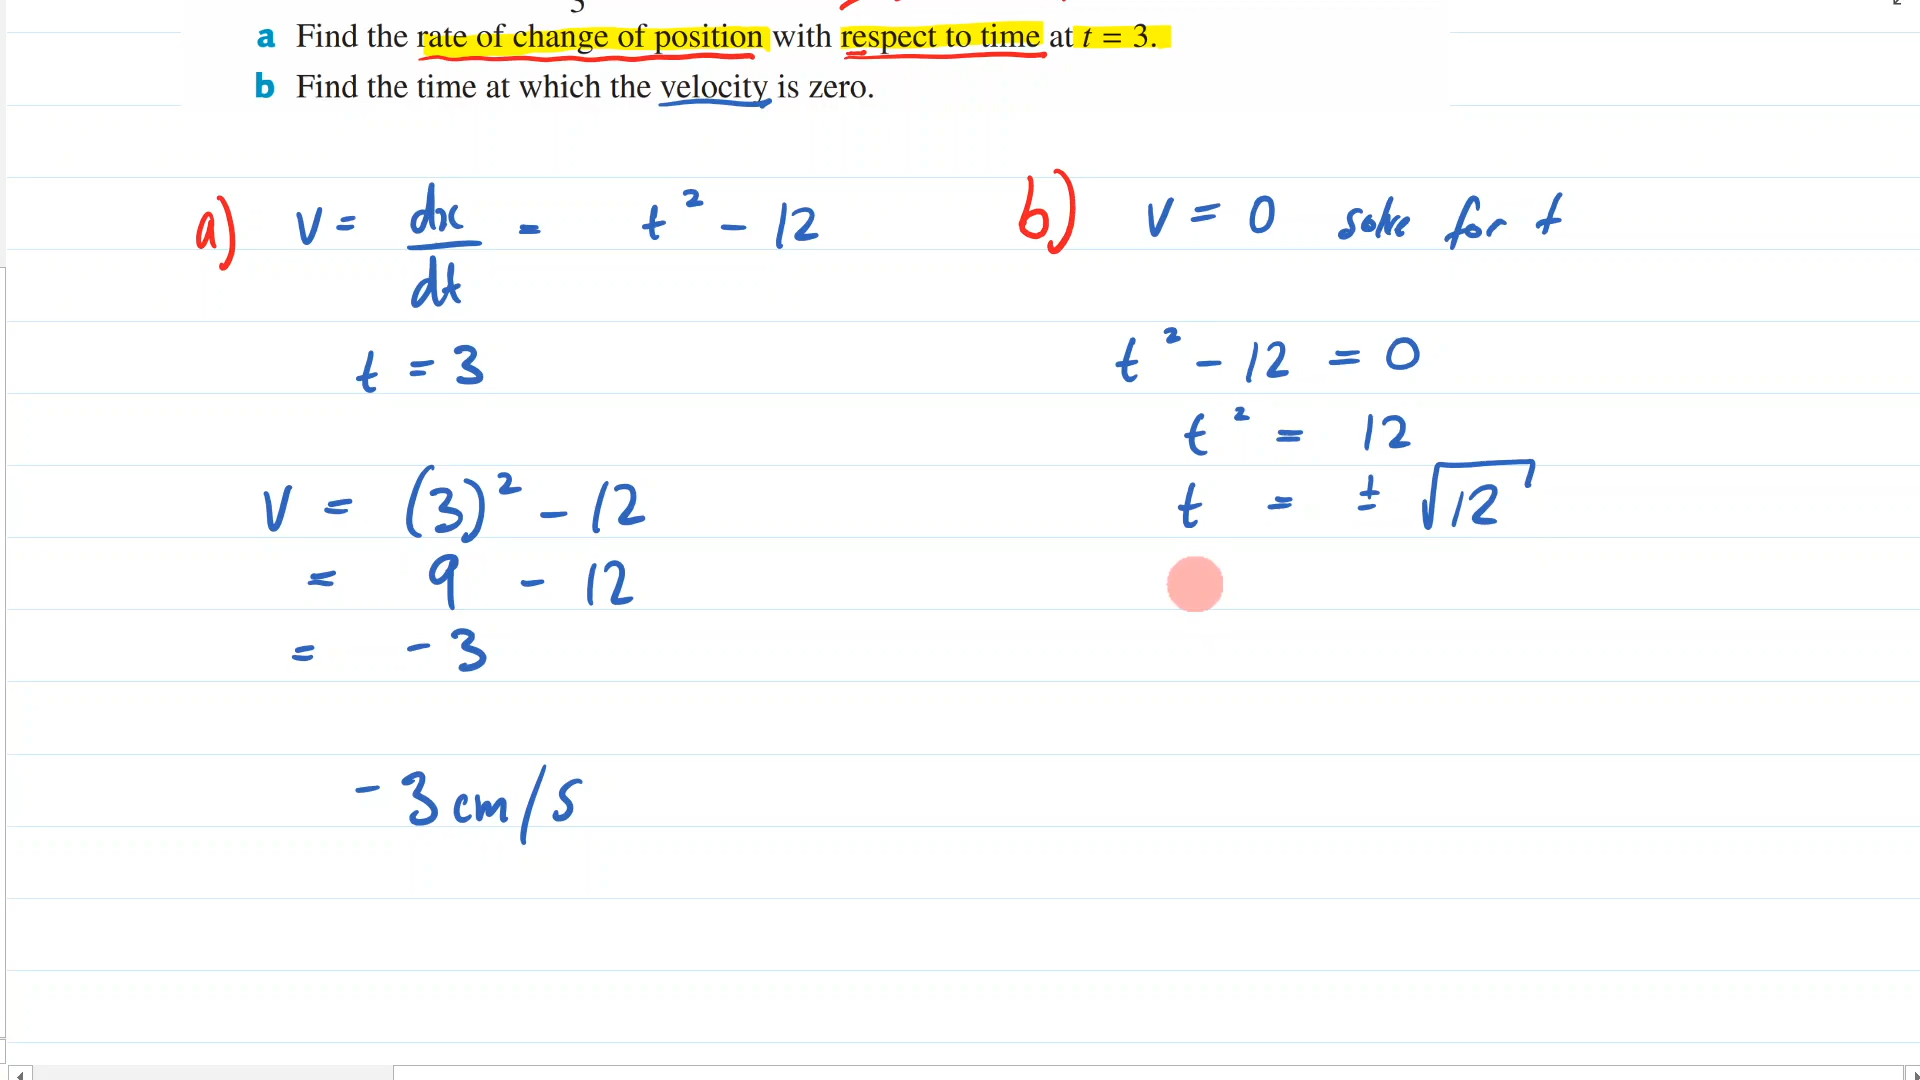 3
a Find the rate of change of position with respect to time at t = 3.
b Find the time at which the velocity is zero.
a) v = dx/dt = t² - 12
t = 3
v = (3)² - 12
= 9 - 12
= -3
-3 cm/s
b) v = 0 solve for t
t² - 12 = 0
t² = 12
t = ± √12